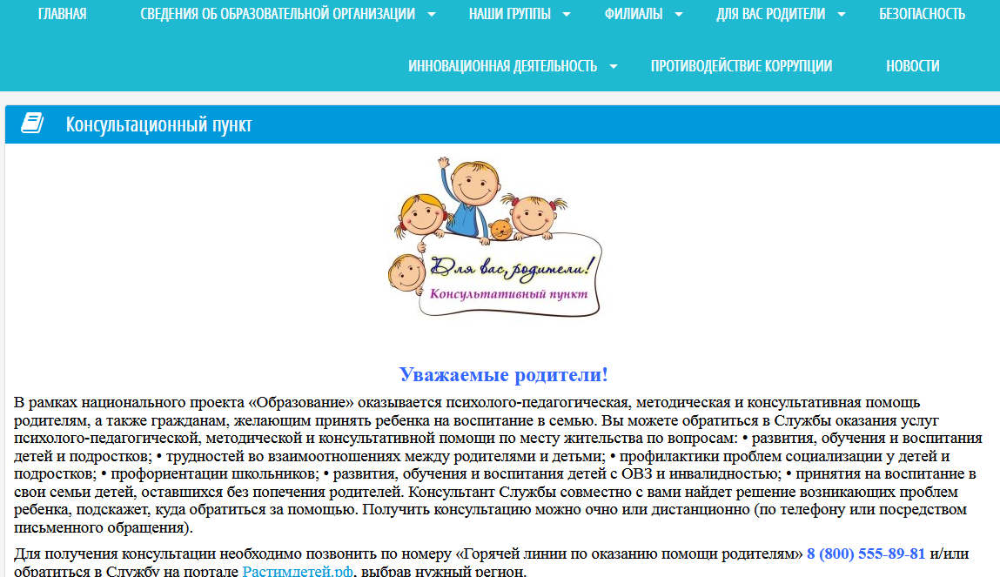 ГЛАВНАЯ СВЕДЕНИЯ ОБ ОБРАЗОВАТЕЛЬНОЙ ОРГАНИЗАЦИИ НАШИ ГРУППЫ ФИЛИАЛЫ ДЛЯ ВАС РОДИТЕЛИ БЕЗОПАСНОСТЬ
ИННОВАЦИОННАЯ ДЕЯТЕЛЬНОСТЬ ПРОТИВОДЕЙСТВИЕ КОРРУПЦИИ НОВОСТИ
Консультационный пункт
Для вас, родители!
Консультативный пункт
Уважаемые родители!
В рамках национального проекта «Образование» оказывается психолого-педагогическая, методическая и консультативная помощь
родителям, а также гражданам, желающим принять ребенка на воспитание в семью. Вы можете обратиться в Службы оказания услуг
психолого-педагогической, методической и консультативной помощи по месту жительства по вопросам: • развития, обучения и воспитания
детей и подростков; • трудностей во взаимоотношениях между родителями и детьми; • профилактики проблем социализации у детей и
подростков; • профориентации школьников; • развития, обучения и воспитания детей с ОВЗ и инвалидностью; • принятия на воспитание в
свои семьи детей, оставшихся без попечения родителей. Консультант Службы совместно с вами найдет решение возникающих проблем
ребенка, подскажет, куда обратиться за помощью. Получить консультацию можно очно или дистанционно (по телефону или посредством
письменного обращения).
Для получения консультации необходимо позвонить по номеру «Горячей линии по оказанию помощи родителям» 8 (800) 555-89-81 и/или
обратиться в Службу на портале Растимдетей.рф, выбрав нужный регион.